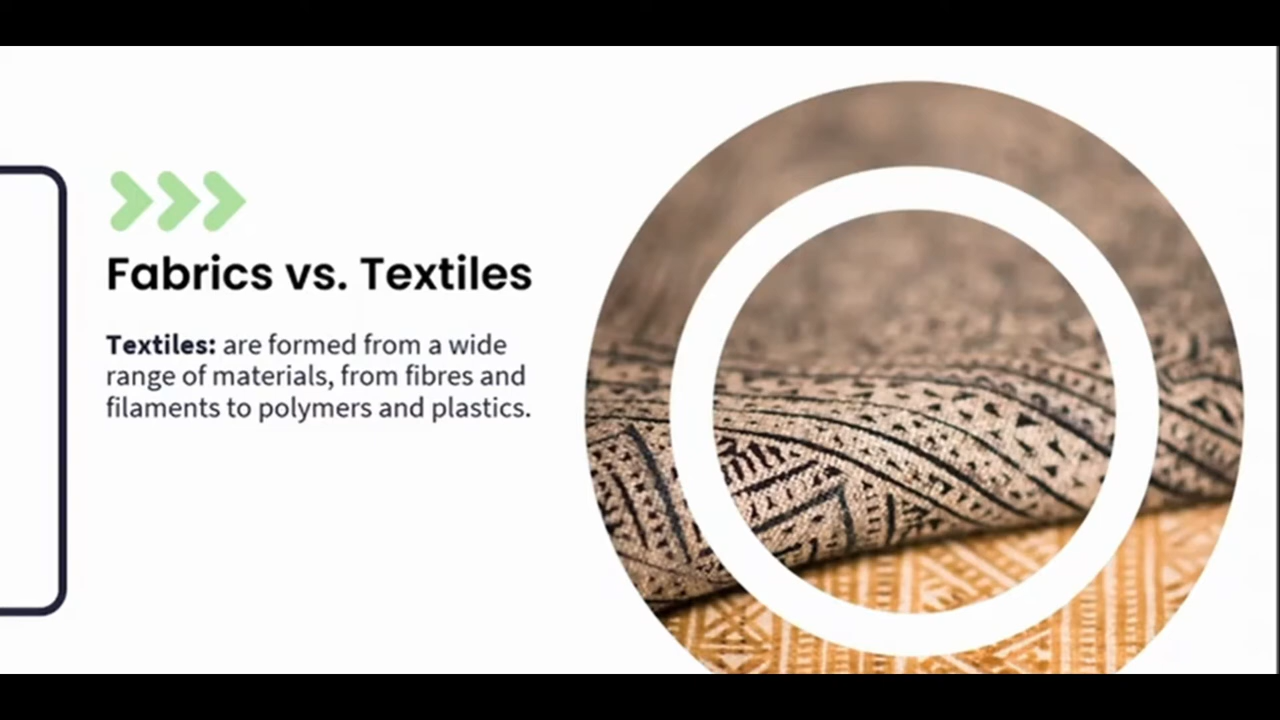 Fabrics vs. Textiles
Textiles: are formed from a wide
range of materials, from fibres and
filaments to polymers and plastics.